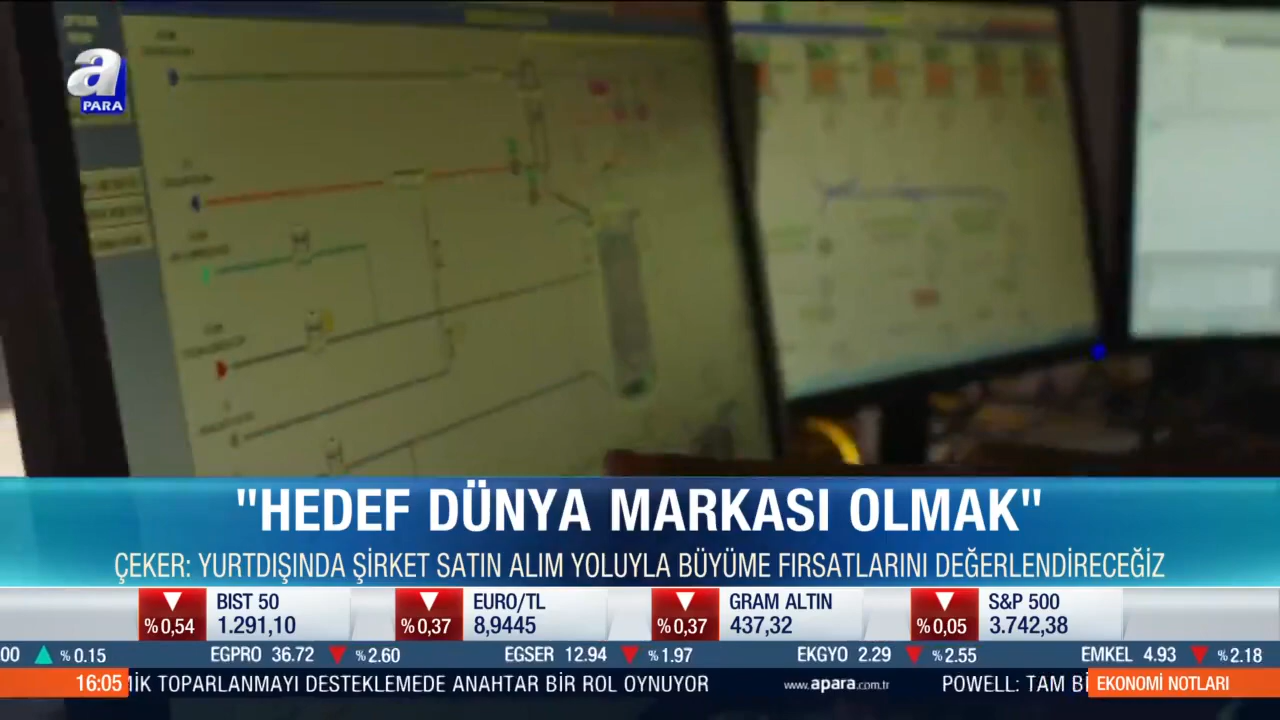 a
PARA
"HEDEF DÜNYA MARKASI OLMAK"
ÇEKER: YURTDIŞINDA ŞİRKET SATIN ALIM YOLUYLA BÜYÜME FIRSATLARINI DEĞERLENDİRECEĞİZ
%0,54 BIST 50 1.291,10
%0,37 EURO/TL 8,9445
%0,37 GRAM ALTIN 437,32
%0,05 S&P 500 3.742,38
00 %0.15 EGPRO 36.72 %2.60 EGSER 12.94 %1.97 EKGYO 2.29 %2.55 EMKEL 4.93 %2.18
16:05 MİK TOPARLANMAYI DESTEKLEMEDE ANAHTAR BİR ROL OYNUYOR www.apara.com.tr POWELL: TAM Bİ EKONOMİ NOTLARI